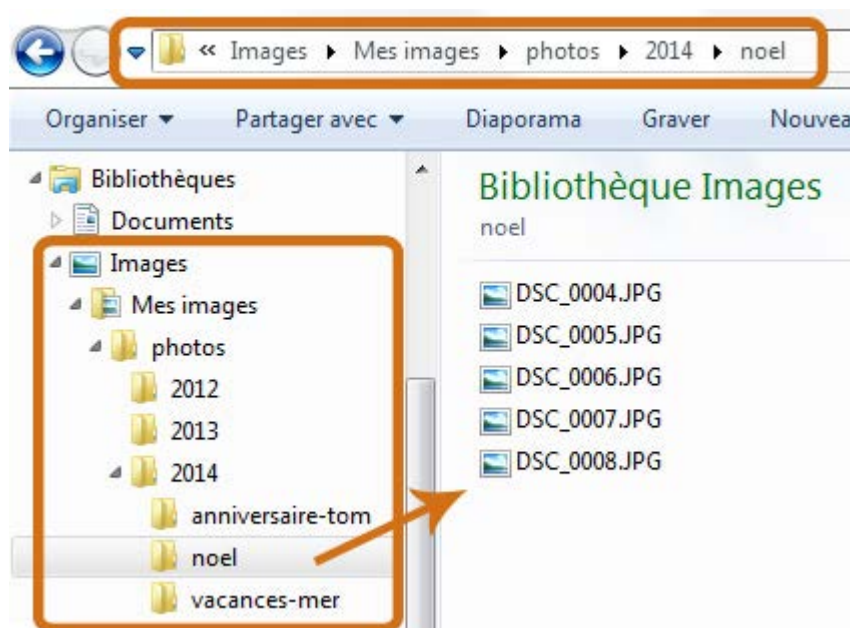 « Images ▸ Mes images ▸ photos ▸ 2014 ▸ noel
Organiser ▾ Partager avec ▾ Diaporama Graver Nouvea
Bibliothèques
Documents
Images
Mes images
photos
2012
2013
2014
anniversaire-tom
noel
vacances-mer
Bibliothèque Images
noel
DSC_0004.JPG
DSC_0005.JPG
DSC_0006.JPG
DSC_0007.JPG
DSC_0008.JPG